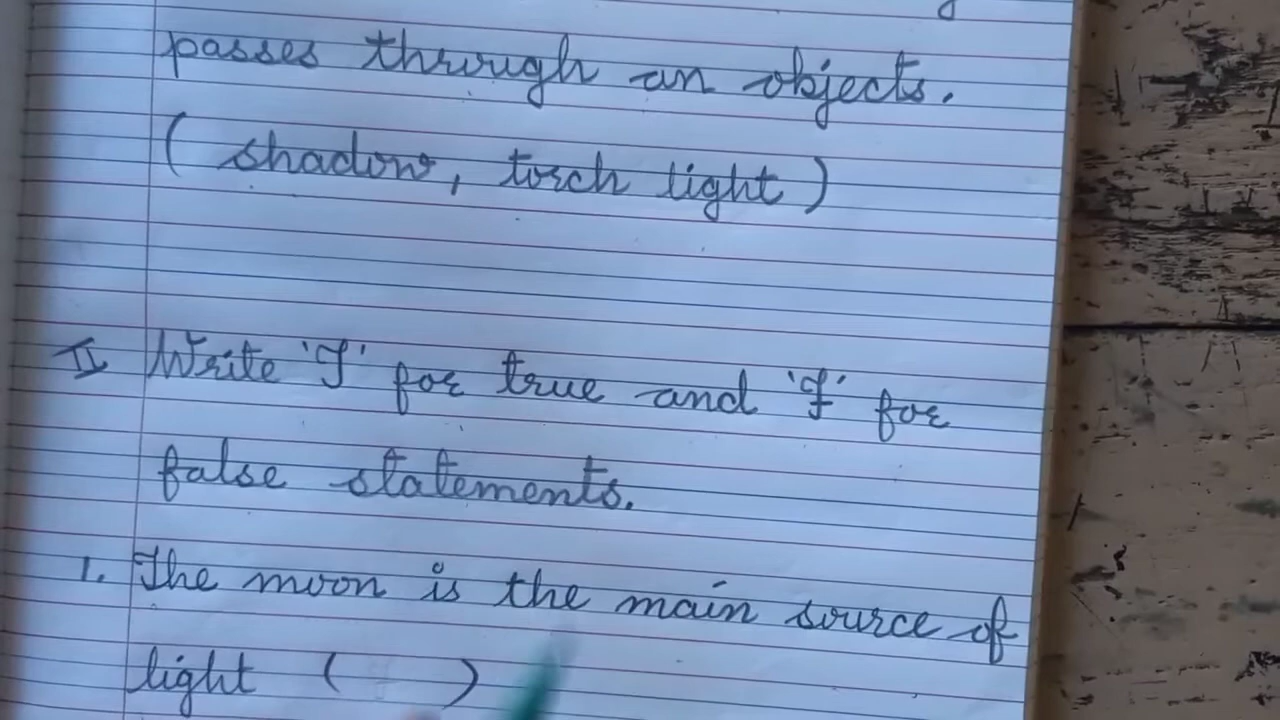 passes through an objects.
( shadow, torch light )
II Write 'T' for true and 'F' for
false statements.
1. The moon is the main source of
light (    )